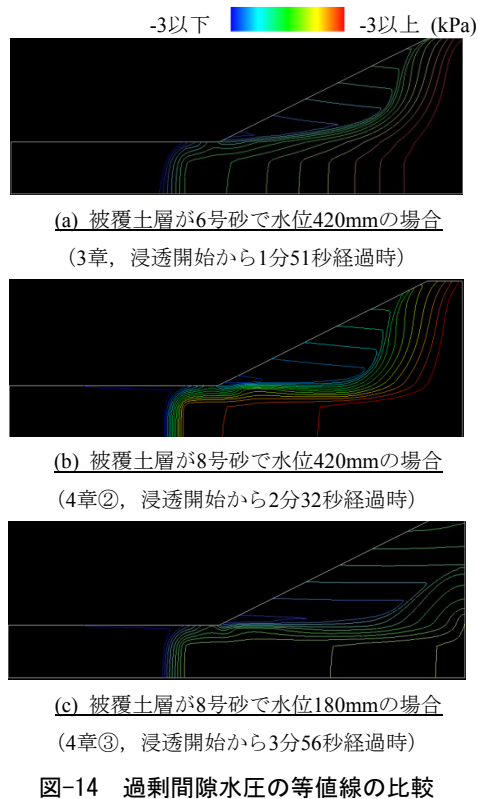 -3以下 -3以上 (kPa)
(a) 被覆土層が6号砂で水位420mmの場合
（3章，浸透開始から1分51秒経過時）
(b) 被覆土層が8号砂で水位420mmの場合
（4章②，浸透開始から2分32秒経過時）
(c) 被覆土層が8号砂で水位180mmの場合
（4章③，浸透開始から3分56秒経過時）
図-14 過剰間隙水圧の等値線の比較